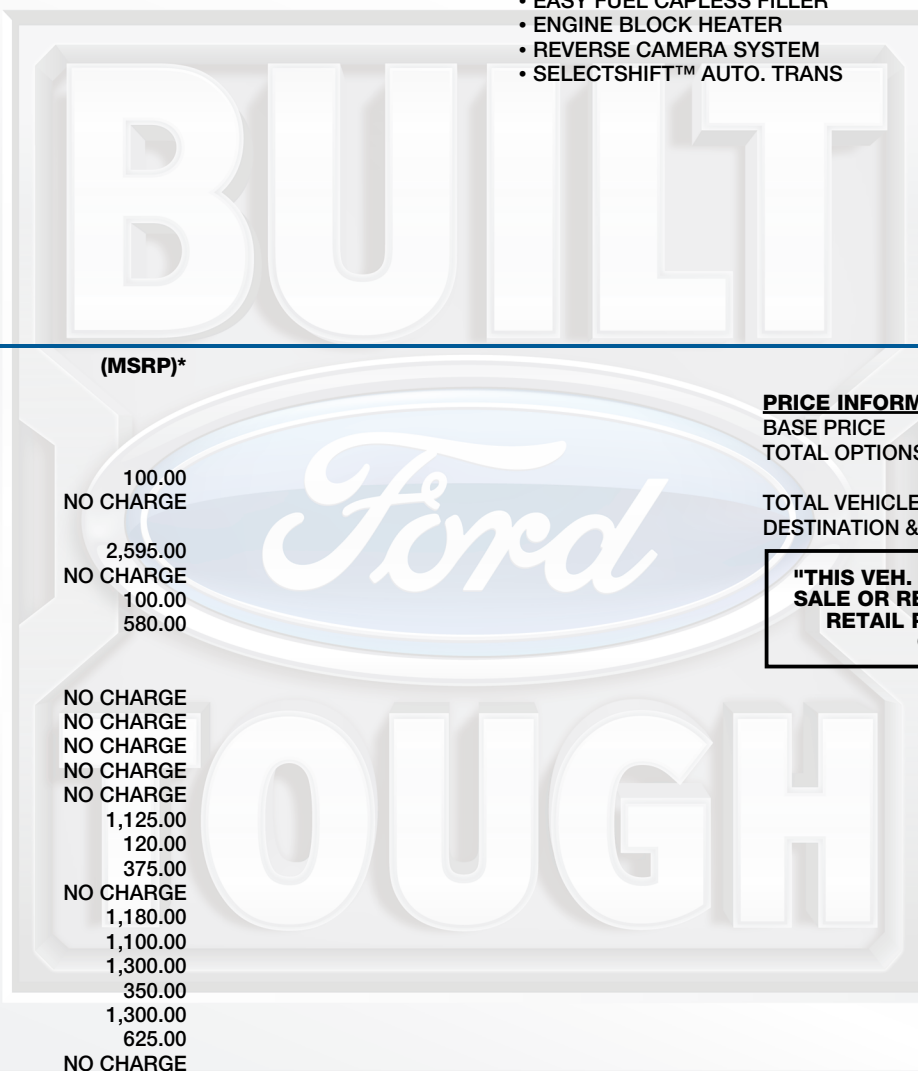 • EASY FUEL CAPLESS FILLER
• ENGINE BLOCK HEATER
• REVERSE CAMERA SYSTEM
• SELECTSHIFT™ AUTO. TRANS
BUILT
(MSRP)*
100.00
NO CHARGE
2,595.00
NO CHARGE
100.00
580.00
NO CHARGE
NO CHARGE
NO CHARGE
NO CHARGE
NO CHARGE
1,125.00
120.00
375.00
NO CHARGE
1,180.00
1,100.00
1,300.00
350.00
1,300.00
625.00
NO CHARGE
Ford
PRICE INFORM
BASE PRICE
TOTAL OPTIONS
TOTAL VEHICLE
DESTINATION &
"THIS VEH.
SALE OR RE
RETAIL
TOUGH